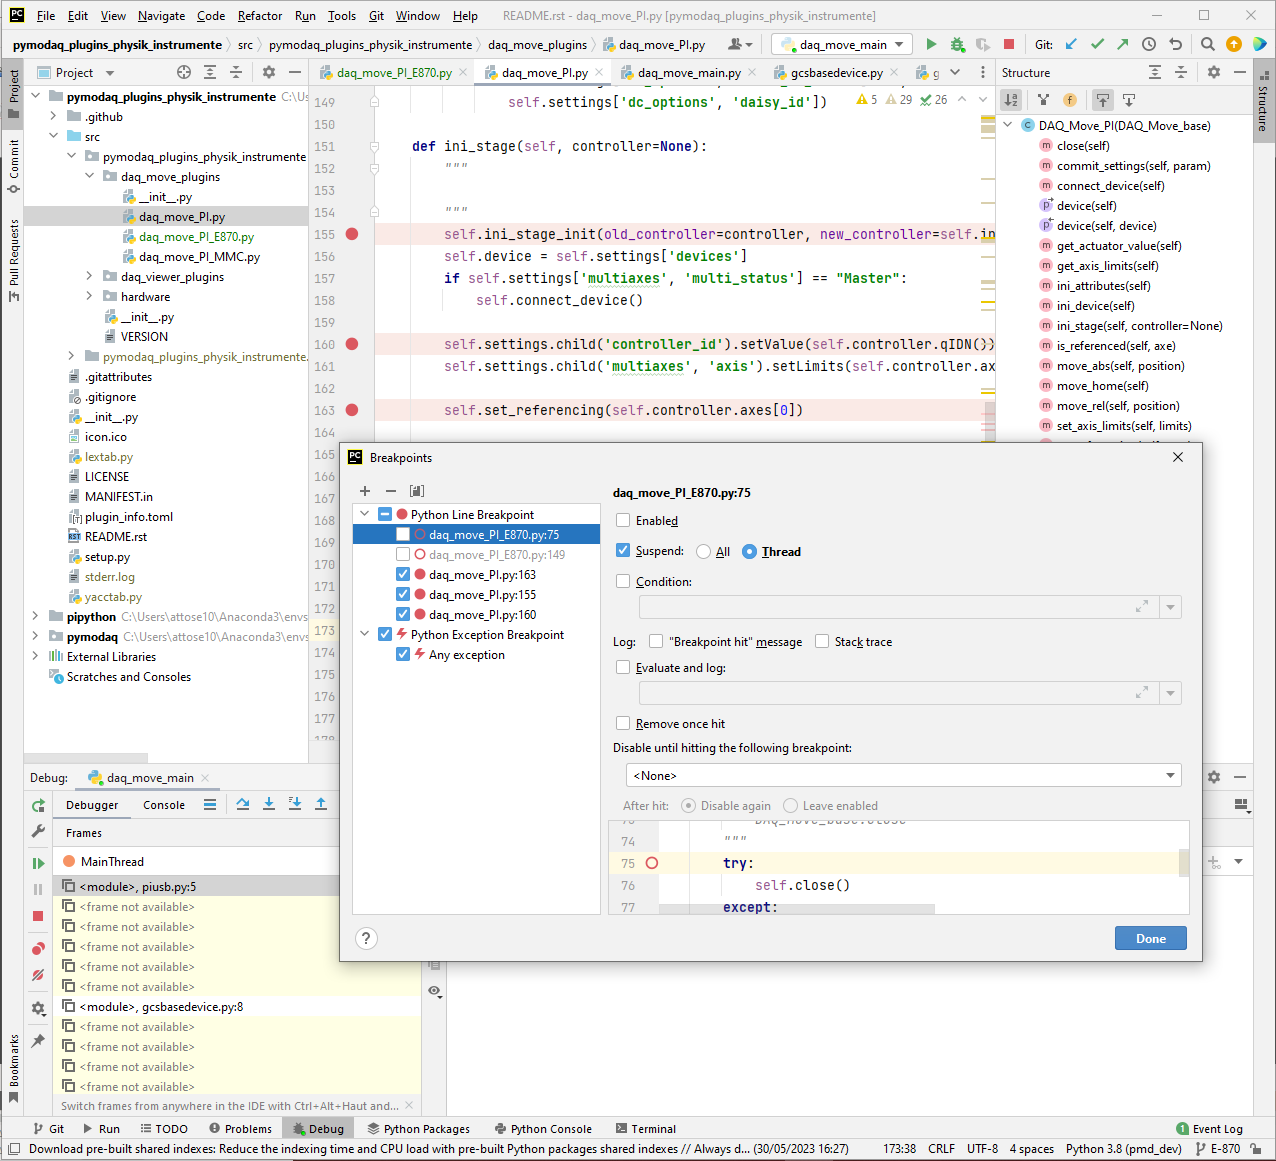 PC File Edit View Navigate Code Refactor Run Tools Git Window Help README.rst - daq_move_PI.py [pymodaq_plugins_physik_instrumente]
pymodaq_plugins_physik_instrumente src pymodaq_plugins_physik_instrumente daq_move_plugins daq_move_PI.py daq_move_main Git:
Project
Commit
Pull Requests
Bookmarks
Structure
Project
daq_move_PI_E870.py daq_move_PI.py daq_move_main.py gcsbasedevice.py g
Structure
pymodaq_plugins_physik_instrumente C:\Us
.github
src
pymodaq_plugins_physik_instrumente
daq_move_plugins
__init__.py
daq_move_PI.py
daq_move_PI_E870.py
daq_move_PI_MMC.py
daq_viewer_plugins
hardware
__init__.py
VERSION
pymodaq_plugins_physik_instrumente.
.gitattributes
.gitignore
__init__.py
icon.ico
lextab.py
LICENSE
MANIFEST.in
plugin_info.toml
README.rst
setup.py
stderr.log
yacctab.py
pipython C:\Users\attose10\Anaconda3\envs
pymodaq C:\Users\attose10\Anaconda3\envs
External Libraries
Scratches and Consoles
149 self.settings['dc_options', 'daisy_id'])
5 29 26
150
151 def ini_stage(self, controller=None):
152 """
153
154 """
155 self.ini_stage_init(old_controller=controller, new_controller=self.in
156 self.device = self.settings['devices']
157 if self.settings['multiaxes', 'multi_status'] == "Master":
158 self.connect_device()
159
160 self.settings.child('controller_id').setValue(self.controller.qIDN())
161 self.settings.child('multiaxes', 'axis').setLimits(self.controller.ax
162
163 self.set_referencing(self.controller.axes[0])
164
165
166
167
168
169
170
171
172
173
174
175
176
177
178
DAQ_Move_PI(DAQ_Move_base)
close(self)
commit_settings(self, param)
connect_device(self)
device(self)
device(self, device)
get_actuator_value(self)
get_axis_limits(self)
ini_attributes(self)
ini_device(self)
ini_stage(self, controller=None)
is_referenced(self, axe)
move_abs(self, position)
move_home(self)
move_rel(self, position)
set_axis_limits(self, limits)
PC Breakpoints
Python Line Breakpoint
daq_move_PI_E870.py:75
daq_move_PI_E870.py:149
daq_move_PI.py:163
daq_move_PI.py:155
daq_move_PI.py:160
Python Exception Breakpoint
Any exception
daq_move_PI_E870.py:75
Enabled
Suspend: All Thread
Condition:
Log: "Breakpoint hit" message Stack trace
Evaluate and log:
Remove once hit
Disable until hitting the following breakpoint:
<None>
After hit: Disable again Leave enabled
73 DAQ_Move_base.close
74 """
75 try:
76 self.close()
77 except:
? Done
Debug: daq_move_main
Debugger Console
Frames
MainThread
<module>, piusb.py:5
<frame not available>
<frame not available>
<frame not available>
<frame not available>
<frame not available>
<module>, gcsbasedevice.py:8
<frame not available>
<frame not available>
<frame not available>
<frame not available>
Switch frames from anywhere in the IDE with Ctrl+Alt+Haut and...
Git Run TODO Problems Debug Python Packages Python Console Terminal 1 Event Log
Download pre-built shared indexes: Reduce the indexing time and CPU load with pre-built Python packages shared indexes // Always d... (30/05/2023 16:27) 173:38 CRLF UTF-8 4 spaces Python 3.8 (pmd_dev) E-870